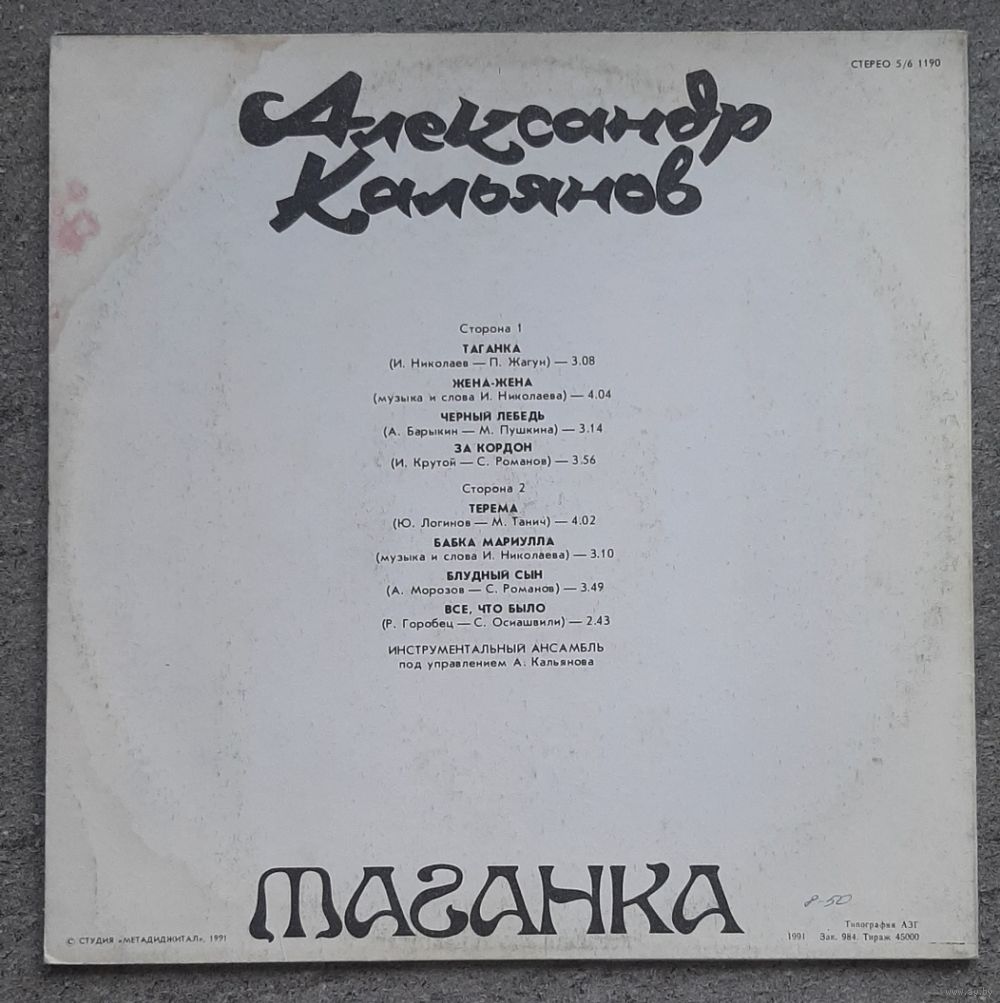 СТЕРЕО 5/6 1190
Александр
Кальянов
Сторона 1
ТАГАНКА
(И. Николаев — П. Жагун) — 3.08
ЖЕНА-ЖЕНА
(музыка и слова И. Николаева) — 4.04
ЧЕРНЫЙ ЛЕБЕДЬ
(А. Барыкин — М. Пушкина) — 3.14
ЗА КОРДОН
(И. Крутой — С. Романов) — 3.56
Сторона 2
ТЕРЕМА
(Ю. Логинов — М. Танич) — 4.02
БАБКА МАРИУЛЛА
(музыка и слова И. Николаева) — 3.10
БЛУДНЫЙ СЫН
(А. Морозов — С. Романов) — 3.49
ВСЕ, ЧТО БЫЛО
(Р. Горобец — С. Осиашвили) — 2.43
ИНСТРУМЕНТАЛЬНЫЙ АНСАМБЛЬ
под управлением А. Кальянова
ТАГАНКА
8-50
© СТУДИЯ «МЕТАДИДЖИТАЛ», 1991
Типография АЗГ
1991 Зак. 984. Тираж 45000
www.ay.by